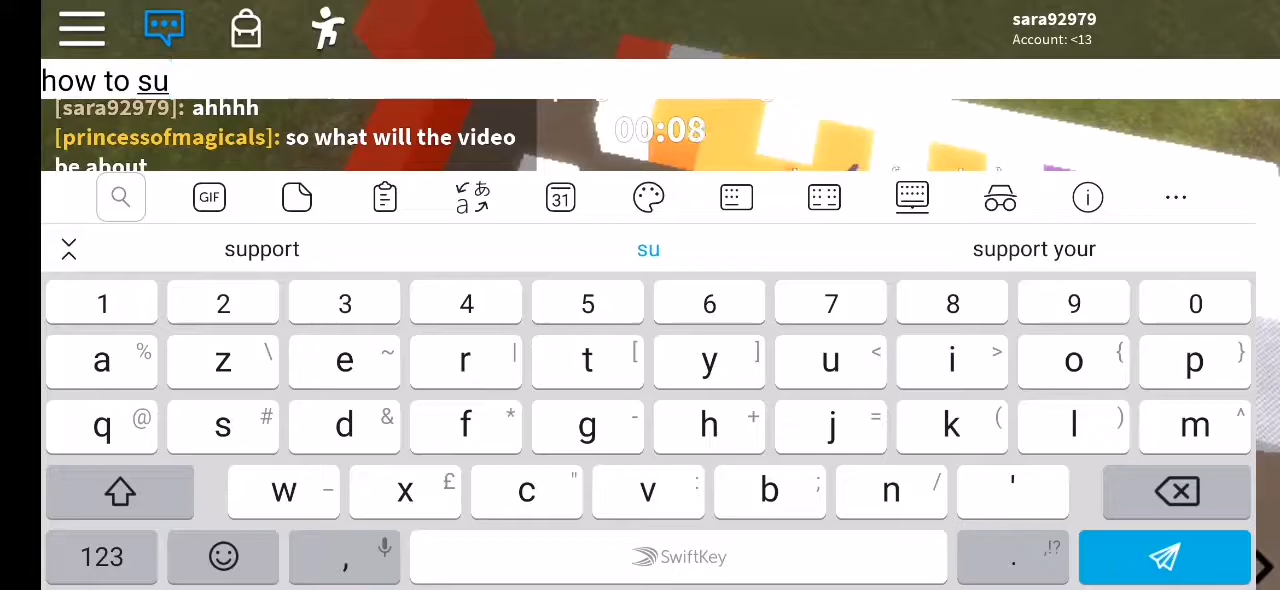 sara92979
Account: <13
how to su
[sara92979]: ahhhh
00:08
[princessofmagicals]: so what will the video
be about
GIF
あ
a
31
support su support your
1 2 3 4 5 6 7 8 9 0
a % z \ e ~ r | t [ y ] u < i > o { p }
q @ s # d & f * g - h + j = k ( l ) m ^
w _ x £ c " v : b ; n / '
123 , SwiftKey . ,!?